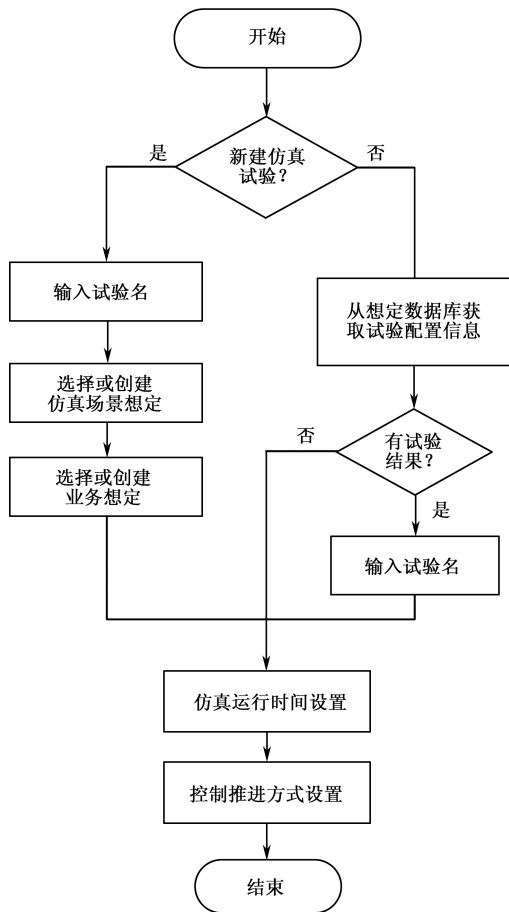 开始
新建仿真
试验？
是
否
输入试验名
从想定数据库获
取试验配置信息
选择或创建
仿真场景想定
有试验
结果？
否
是
选择或创建
业务想定
输入试验名
仿真运行时间设置
控制推进方式设置
结束